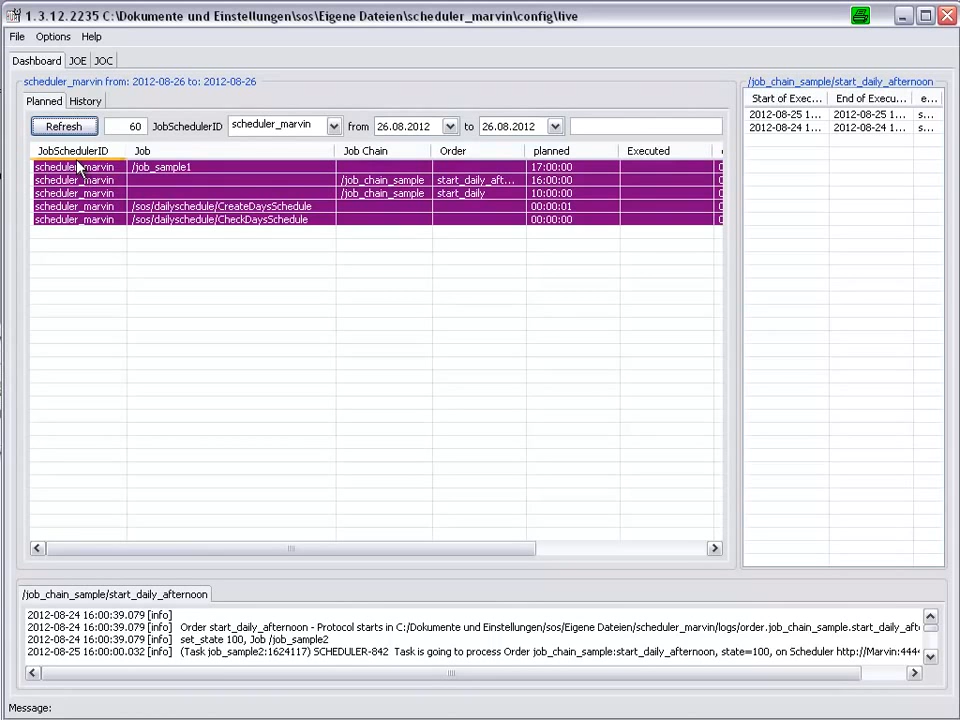 1.3.12.2235 C:\Dokumente und Einstellungen\sos\Eigene Dateien\scheduler_marvin\config\live
File Options Help
Dashboard JOE JOC
scheduler_marvin from: 2012-08-26 to: 2012-08-26
Planned History
Refresh 60 JobSchedulerID scheduler_marvin from 26.08.2012 to 26.08.2012
JobSchedulerID Job Job Chain Order planned Executed
scheduler_marvin /job_sample1 17:00:00
scheduler_marvin /job_chain_sample start_daily_aft... 16:00:00
scheduler_marvin /job_chain_sample start_daily 10:00:00
scheduler_marvin /sos/dailyschedule/CreateDaysSchedule 00:00:01
scheduler_marvin /sos/dailyschedule/CheckDaysSchedule 00:00:00
/job_chain_sample/start_daily_afternoon
Start of Exec... End of Execu... e...
2012-08-25 1... 2012-08-25 1... s...
2012-08-24 1... 2012-08-24 1... s...
/job_chain_sample/start_daily_afternoon
2012-08-24 16:00:39.079 [info]
2012-08-24 16:00:39.079 [info] Order start_daily_afternoon - Protocol starts in C:/Dokumente und Einstellungen/sos/Eigene Dateien/scheduler_marvin/logs/order.job_chain_sample.start_daily_aft
2012-08-24 16:00:39.079 [info] set_state 100, Job /job_sample2
2012-08-25 16:00:00.032 [info] (Task job_sample2:1624117) SCHEDULER-842 Task is going to process Order job_chain_sample:start_daily_afternoon, state=100, on Scheduler http://Marvin:4444
Message: